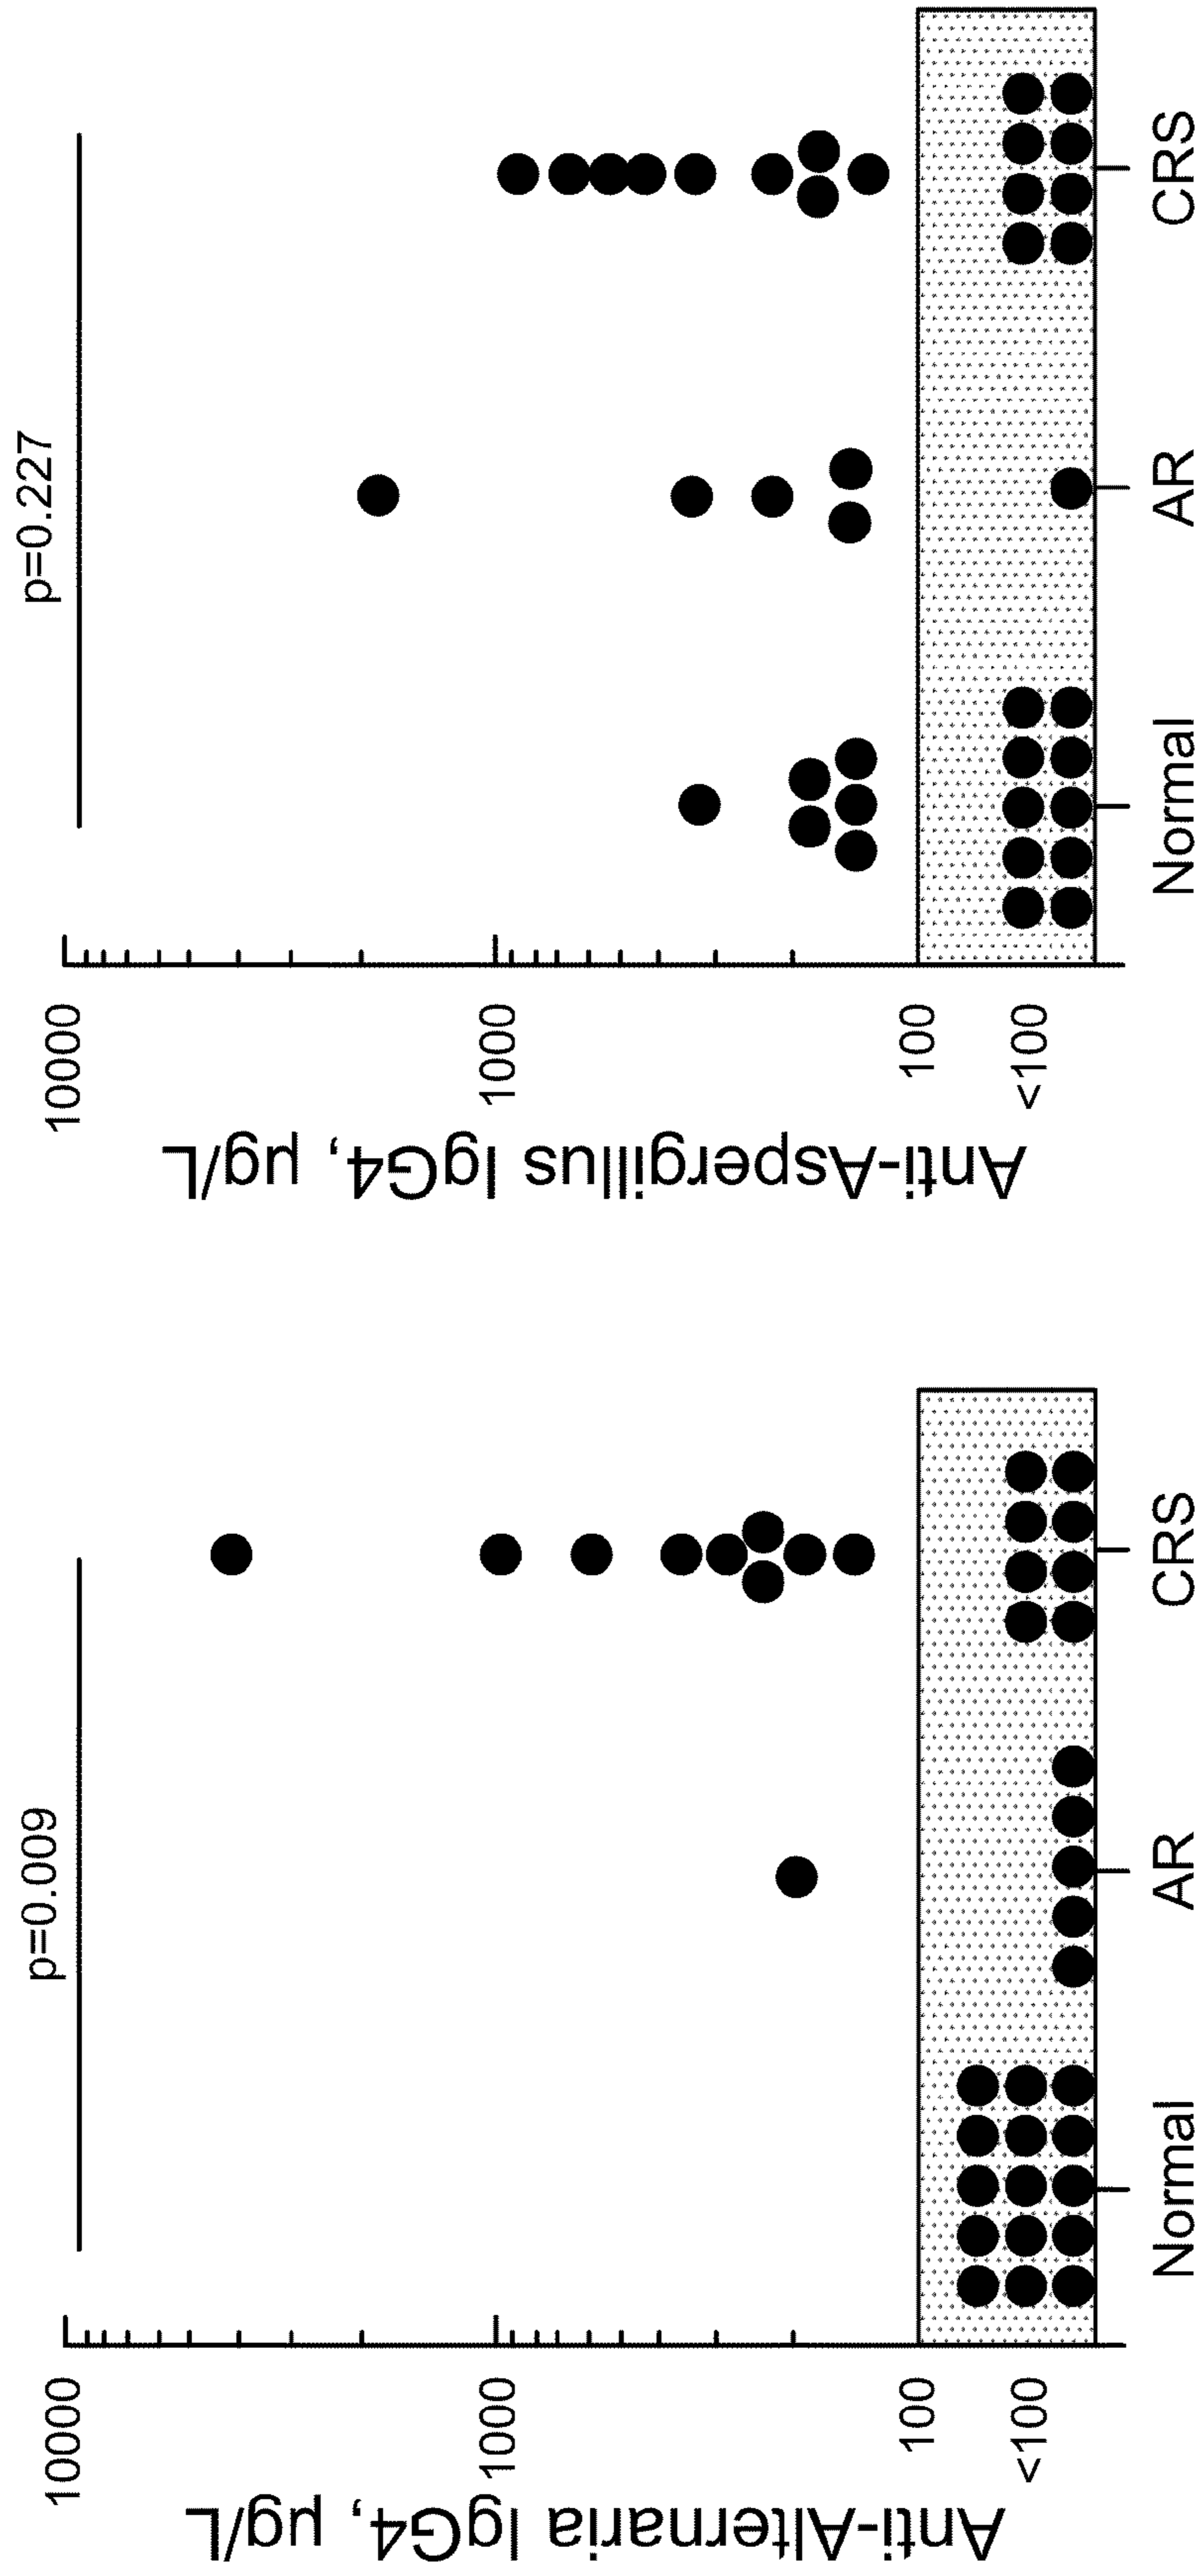 p=0.009
10000
1000
100
<100
Anti-Alternaria IgG4, µg/L
Normal
AR
CRS
p=0.227
10000
1000
100
<100
Anti-Aspergillus IgG4, µg/L
Normal
AR
CRS